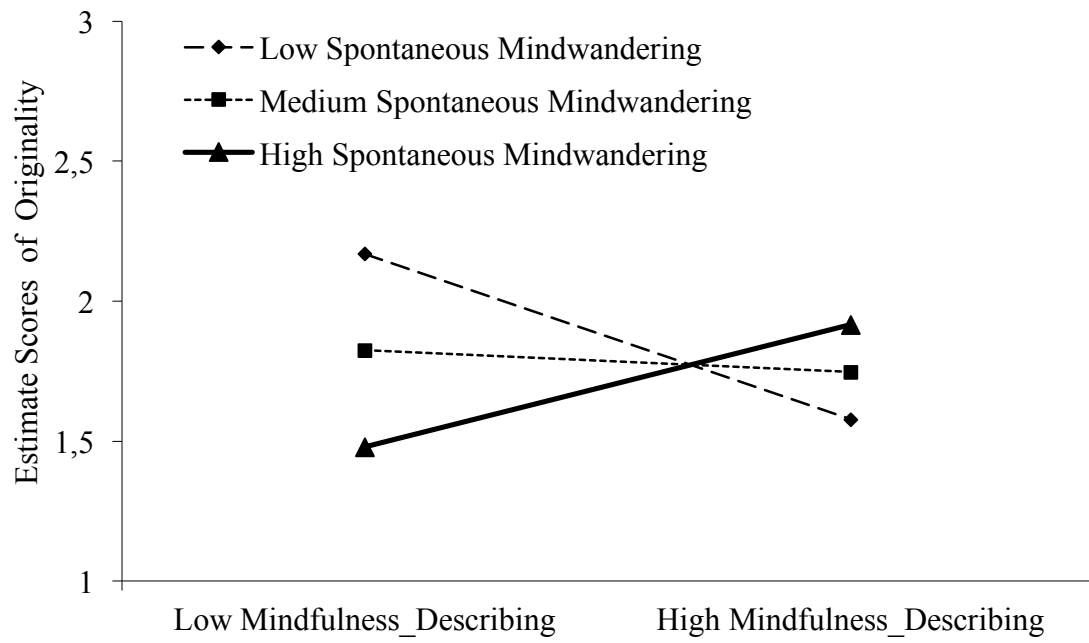 3
Low Spontaneous Mindwandering
Medium Spontaneous Mindwandering
High Spontaneous Mindwandering
2,5
2
1,5
1
Estimate Scores of Originality
Low Mindfulness_Describing
High Mindfulness_Describing